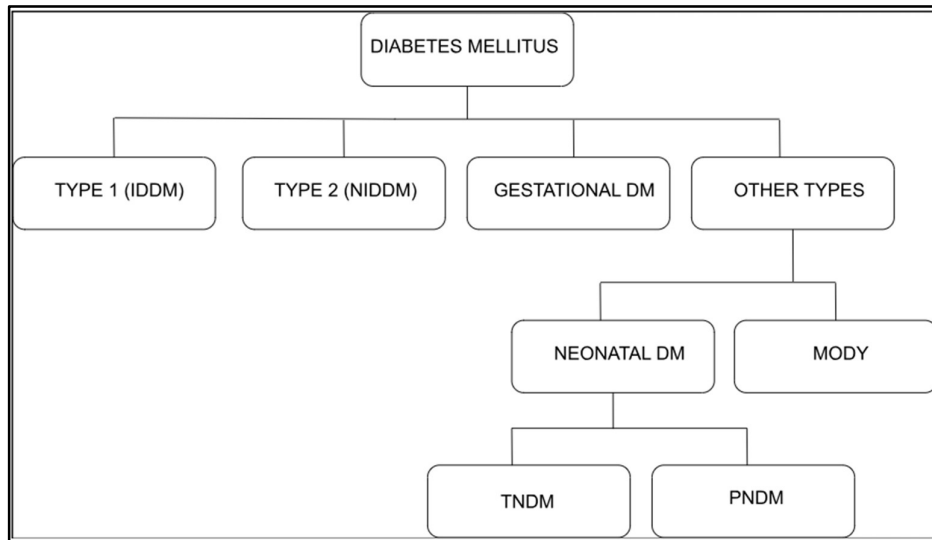 DIABETES MELLITUS
TYPE 1 (IDDM)
TYPE 2 (NIDDM)
GESTATIONAL DM
OTHER TYPES
NEONATAL DM
MODY
TNDM
PNDM